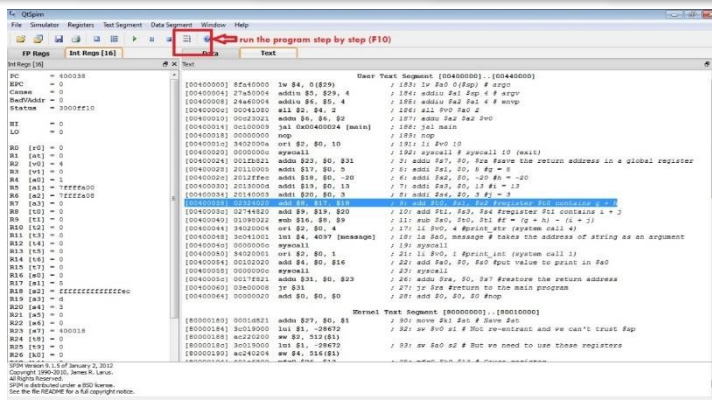 QtSpim
File Simulator Registers Text Segment Data Segment Window Help
run the program step by step (F10)
FP Regs Int Regs [16] Data Text
Int Regs [16] Text
PC = 400038
EPC = 0
Cause = 0
BadVAddr = 0
Status = 3000ff10
HI = 0
LO = 0
R0 [r0] = 0
R1 [at] = 0
R2 [v0] = 4
R3 [v1] = 0
R4 [a0] = 1
R5 [a1] = 7ffffa00
R6 [a2] = 7ffffa08
R7 [a3] = 0
R8 [t0] = 0
R9 [t1] = 0
R10 [t2] = 0
R11 [t3] = 0
R12 [t4] = 0
R13 [t5] = 0
R14 [t6] = 0
R15 [t7] = 0
R16 [s0] = 0
R17 [s1] = 5
R18 [s2] = ffffffffffffffec
R19 [s3] = d
R20 [s4] = 3
R21 [s5] = 0
R22 [s6] = 0
R23 [s7] = 400018
R24 [t8] = 0
R25 [t9] = 0
R26 [k0] = 0
User Text Segment [00400000]..[00440000]
[00400000] 8fa40000 lw $4, 0($29) ; 183: lw $a0 0($sp) # argc
[00400004] 27a50004 addiu $5, $29, 4 ; 184: addiu $a1 $sp 4 # argv
[00400008] 24a60004 addiu $6, $5, 4 ; 185: addiu $a2 $a1 4 # envp
[0040000c] 00041080 sll $2, $4, 2 ; 186: sll $v0 $a0 2
[00400010] 00c23021 addu $6, $6, $2 ; 187: addu $a2 $a2 $v0
[00400014] 0c100009 jal 0x00400024 [main] ; 188: jal main
[00400018] 00000000 nop ; 189: nop
[0040001c] 3402000a ori $2, $0, 10 ; 191: li $v0 10
[00400020] 0000000c syscall ; 192: syscall # syscall 10 (exit)
[00400024] 001fb821 addu $23, $0, $31 ; 3: addu $s7, $0, $ra #save the return address in a global register
[00400028] 20110005 addi $17, $0, 5 ; 5: addi $s1, $0, 5 #g = 5
[0040002c] 2012ffec addi $18, $0, -20 ; 6: addi $s2, $0, -20 #h = -20
[00400030] 2013000d addi $19, $0, 13 ; 7: addi $s3, $0, 13 #i = 13
[00400034] 20140003 addi $20, $0, 3 ; 8: addi $s4, $0, 3 #j = 3
[00400038] 02324020 add $8, $17, $18 ; 9: add $t0, $s1, $s2 #register $t0 contains g + h
[0040003c] 02744820 add $9, $19, $20 ; 10: add $t1, $s3, $s4 #register $t1 contains i + j
[00400040] 01098022 sub $16, $8, $9 ; 11: sub $s0, $t0, $t1 #f = (g + h) - (i + j)
[00400044] 34020004 ori $2, $0, 4 ; 17: li $v0, 4 #print_str (system call 4)
[00400048] 3c041001 lui $4, 4097 [message] ; 18: la $a0, message # takes the address of string as an argument
[0040004c] 0000000c syscall ; 19: syscall
[00400050] 34020001 ori $2, $0, 1 ; 21: li $v0, 1 #print_int (system call 1)
[00400054] 00102020 add $4, $0, $16 ; 22: add $a0, $0, $s0 #put value to print in $a0
[00400058] 0000000c syscall ; 23: syscall
[0040005c] 0017f821 addu $31, $0, $23 ; 26: addu $ra, $0, $s7 #restore the return address
[00400060] 03e00008 jr $31 ; 27: jr $ra #return to the main program
[00400064] 00000020 add $0, $0, $0 ; 28: add $0, $0, $0 #nop
Kernel Text Segment [80000000]..[80010000]
[80000180] 0001d821 addu $27, $0, $1 ; 90: move $k1 $at # Save $at
[80000184] 3c019000 lui $1, -28672 ; 92: sw $v0 s1 # Not re-entrant and we can't trust $sp
[80000188] ac220200 sw $2, 512($1)
[8000018c] 3c019000 lui $1, -28672 ; 93: sw $a0 s2 # But we need to use these registers
[80000190] ac240204 sw $4, 516($1)
SPIM Version 9.1.5 of January 2, 2012
Copyright 1990-2010, James R. Larus.
All Rights Reserved.
SPIM is distributed under a BSD license.
See the file README for a full copyright notice.